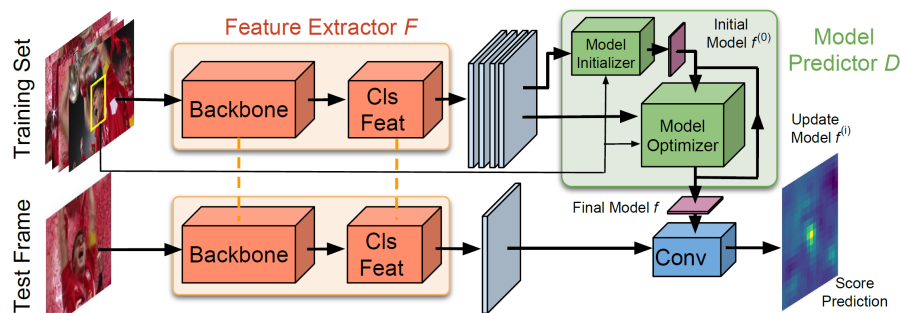 Training Set
Feature Extractor F
Backbone
Cls
Feat
Model
Initializer
Initial
Model f(0)
Model
Predictor D
Model
Optimizer
Update
Model f(i)
Test Frame
Backbone
Cls
Feat
Final Model f
Conv
Score
Prediction